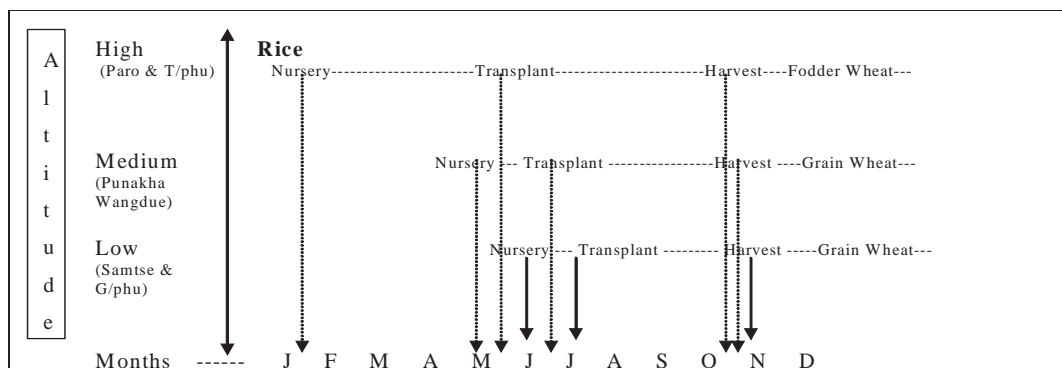 Altitude
High
Rice
(Paro & T/phu)
Nursery-----------------------Transplant------------------------Harvest----Fodder Wheat---
Medium
Nursery --- Transplant ----------------- Harvest ----Grain Wheat---
(Punakha
Wangdue)
Low
Nursery---- Transplant --------- Harvest -----Grain Wheat---
(Samtse &
G/phu)
Months ------ J F M A M J J A S O N D